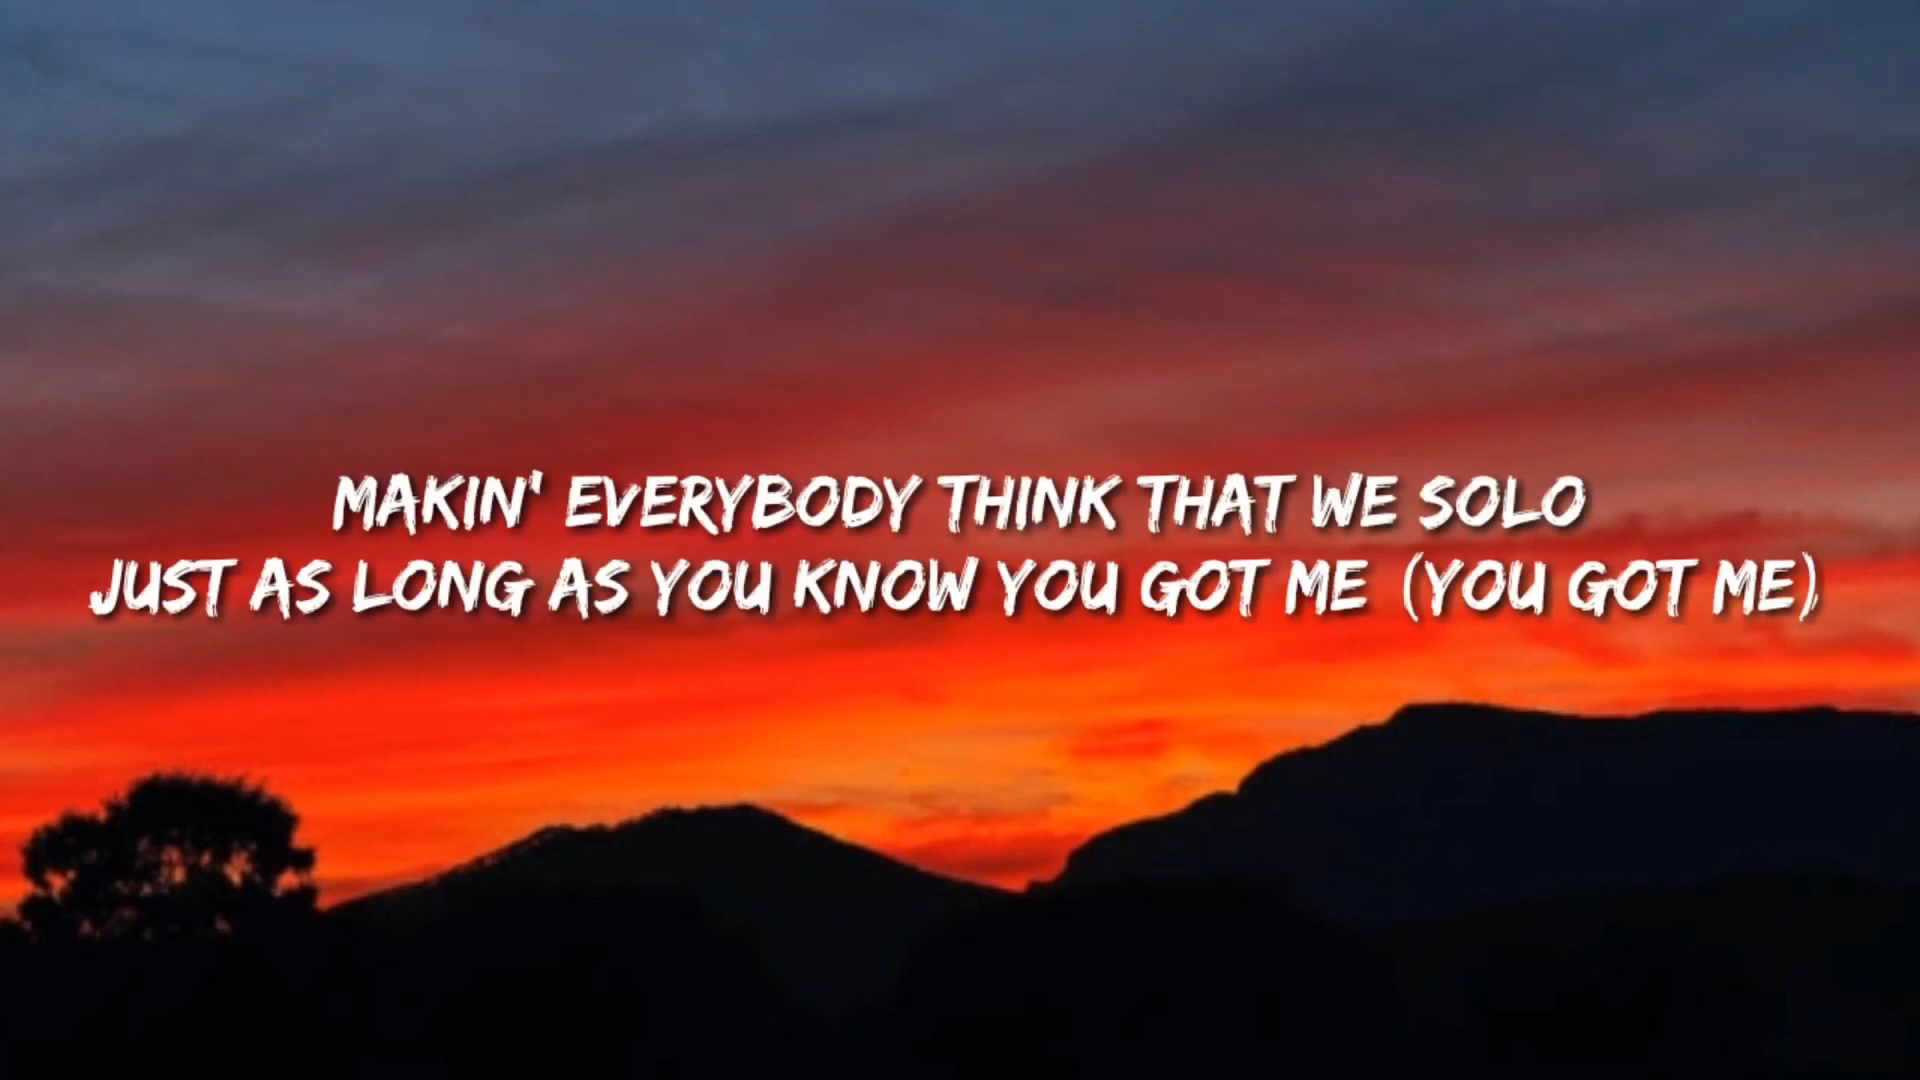 MAKIN' EVERYBODY THINK THAT WE SOLO
JUST AS LONG AS YOU KNOW YOU GOT ME (YOU GOT ME)